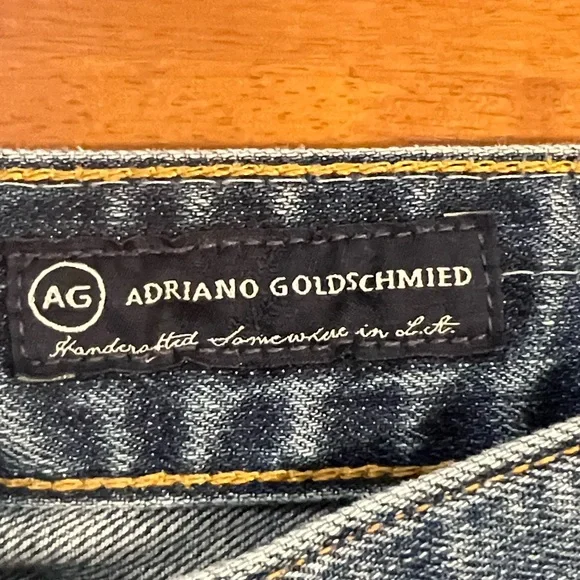 AG ADRIANO GOLDSCHMIED
Handcrafted Somewhere in L.A.